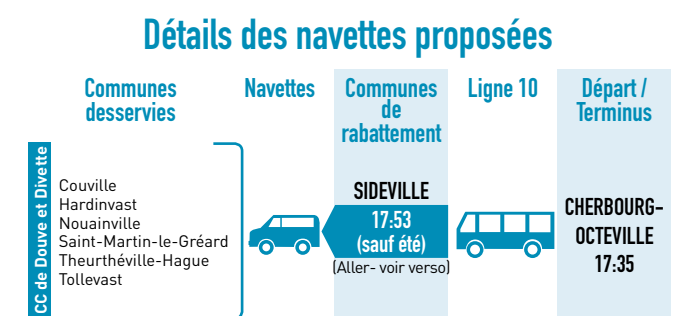 Détails des navettes proposées
Communes
desservies
Navettes
Communes
de
rabattement
Ligne 10
Départ /
Terminus
CC de Douve et Divette
Couville
Hardinvast
Nouainville
Saint-Martin-le-Gréard
Theurthéville-Hague
Tollevast
SIDEVILLE
17:53
(sauf été)
(Aller- voir verso)
CHERBOURG-
OCTEVILLE
17:35